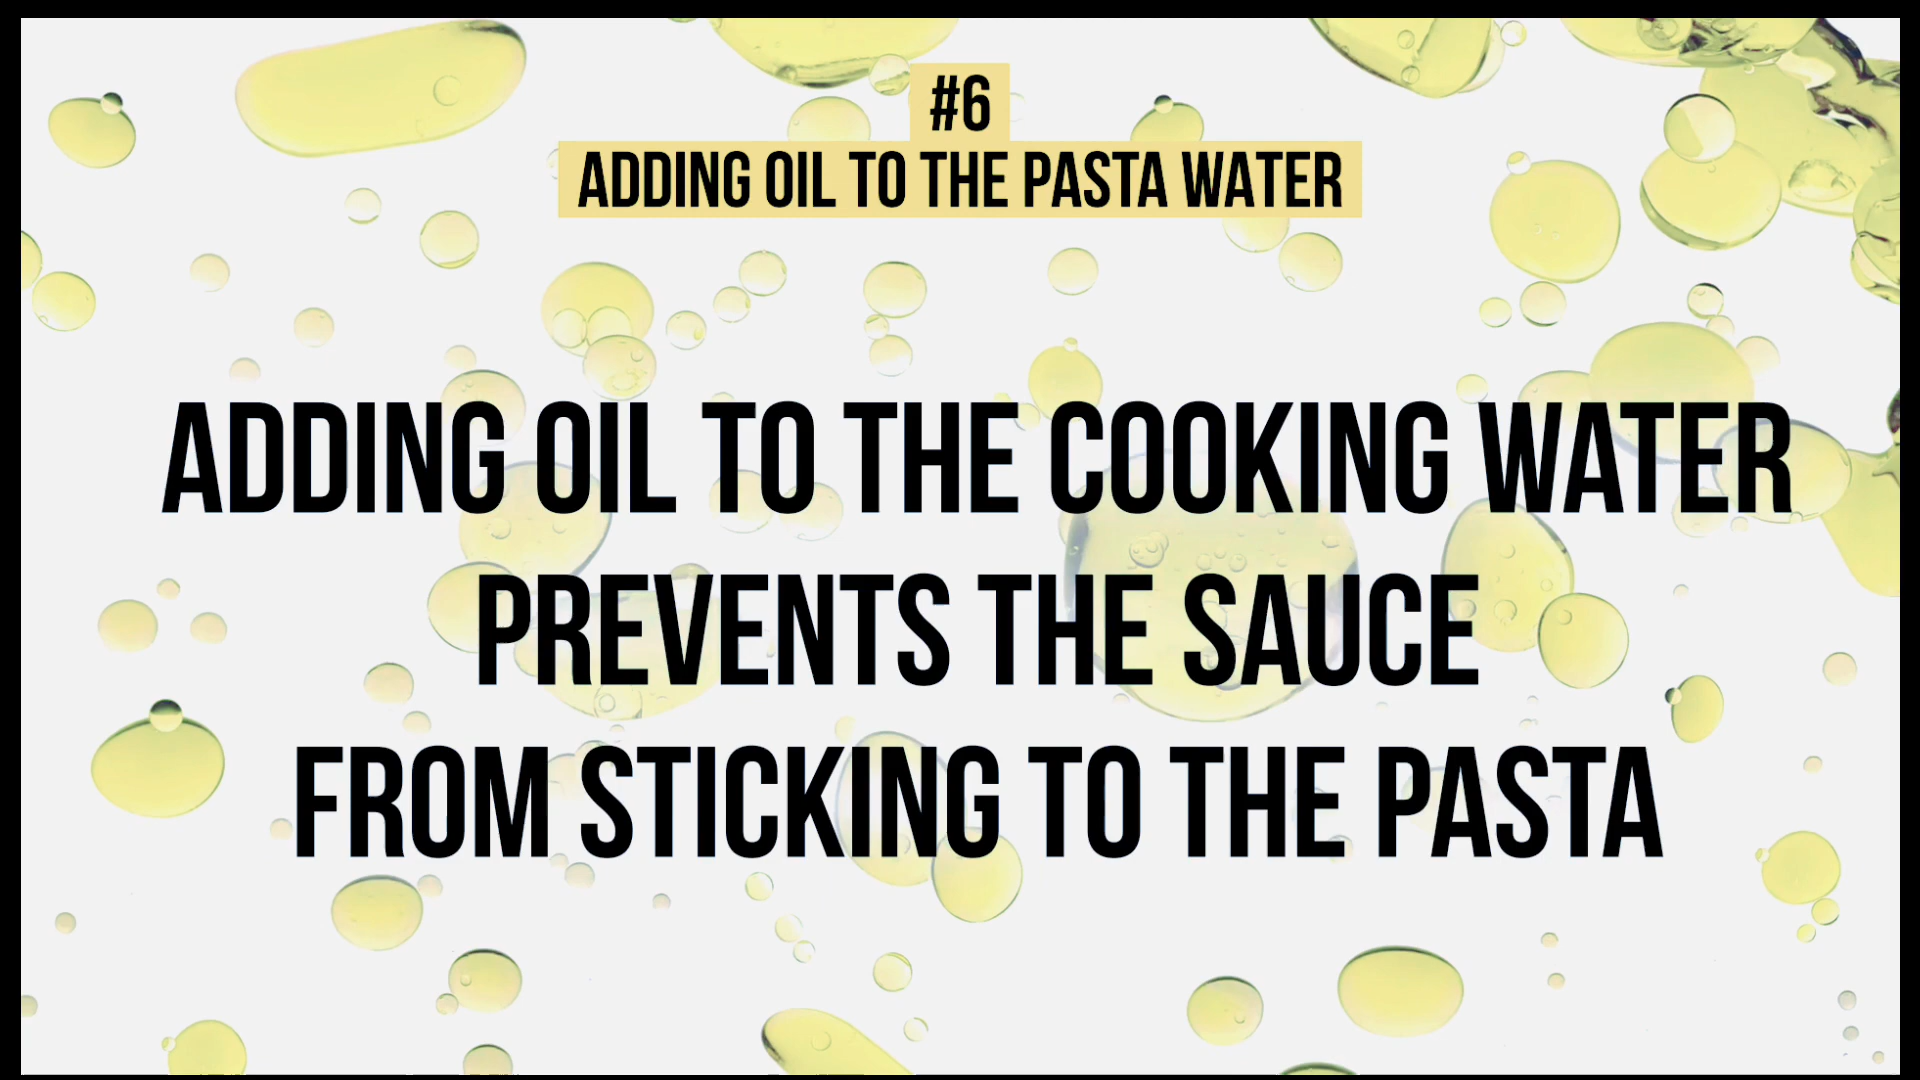 #6
ADDING OIL TO THE PASTA WATER
ADDING OIL TO THE COOKING WATER
PREVENTS THE SAUCE
FROM STICKING TO THE PASTA